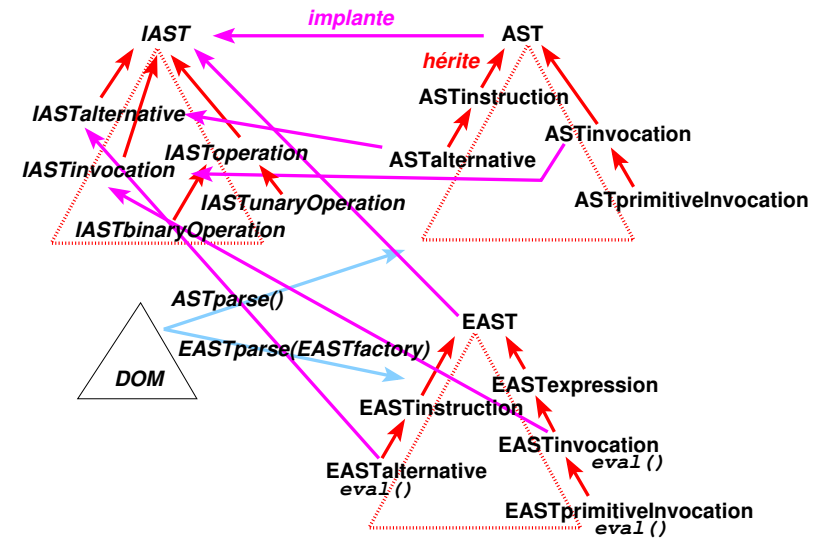 implante
IAST
AST
hérite
ASTinstruction
IASTalternative
ASTinvocation
IASToperation
ASTalternative
IASTinvocation
ASTprimitiveInvocation
IASTunaryOperation
IASTbinaryOperation
ASTparse()
EAST
EASTparse(EASTfactory)
DOM
EASTexpression
EASTinstruction
EASTinvocation
eval()
EASTalternative
eval()
EASTprimitiveInvocation
eval()